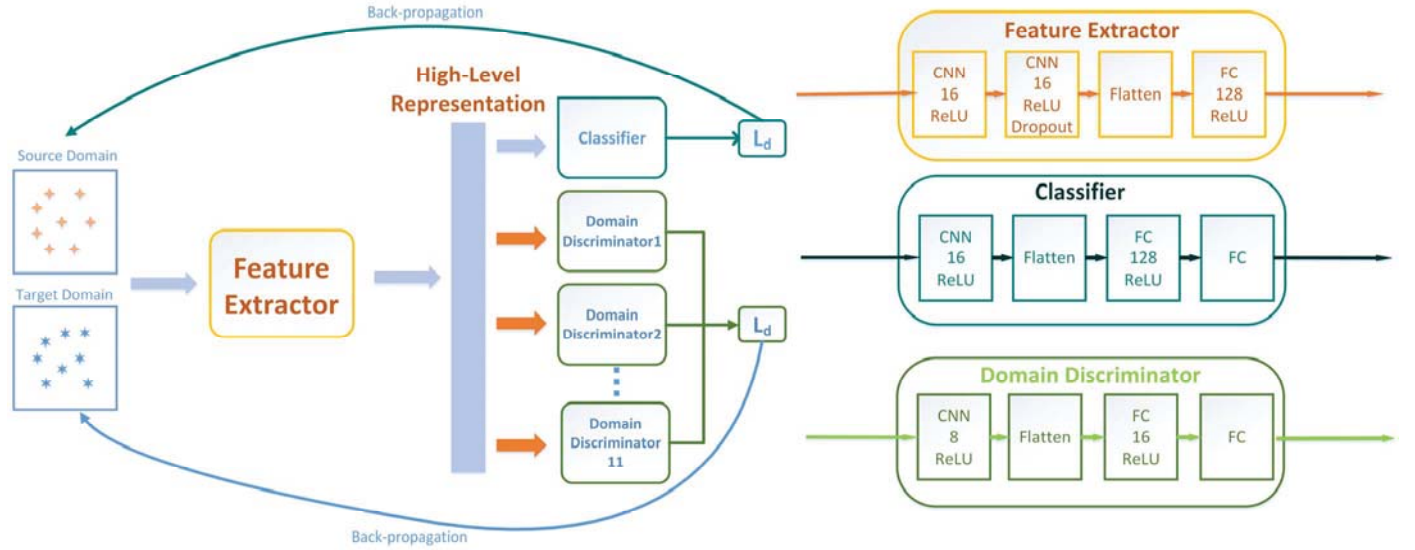 Back-propagation
High-Level
Representation
Source Domain
Target Domain
Feature
Extractor
Classifier
L_d
Domain
Discriminator1
Domain
Discriminator2
Domain
Discriminator
11
L_d
Back-propagation
Feature Extractor
CNN
16
ReLU
CNN
16
ReLU
Dropout
Flatten
FC
128
ReLU
Classifier
CNN
16
ReLU
Flatten
FC
128
ReLU
FC
Domain Discriminator
CNN
8
ReLU
Flatten
FC
16
ReLU
FC